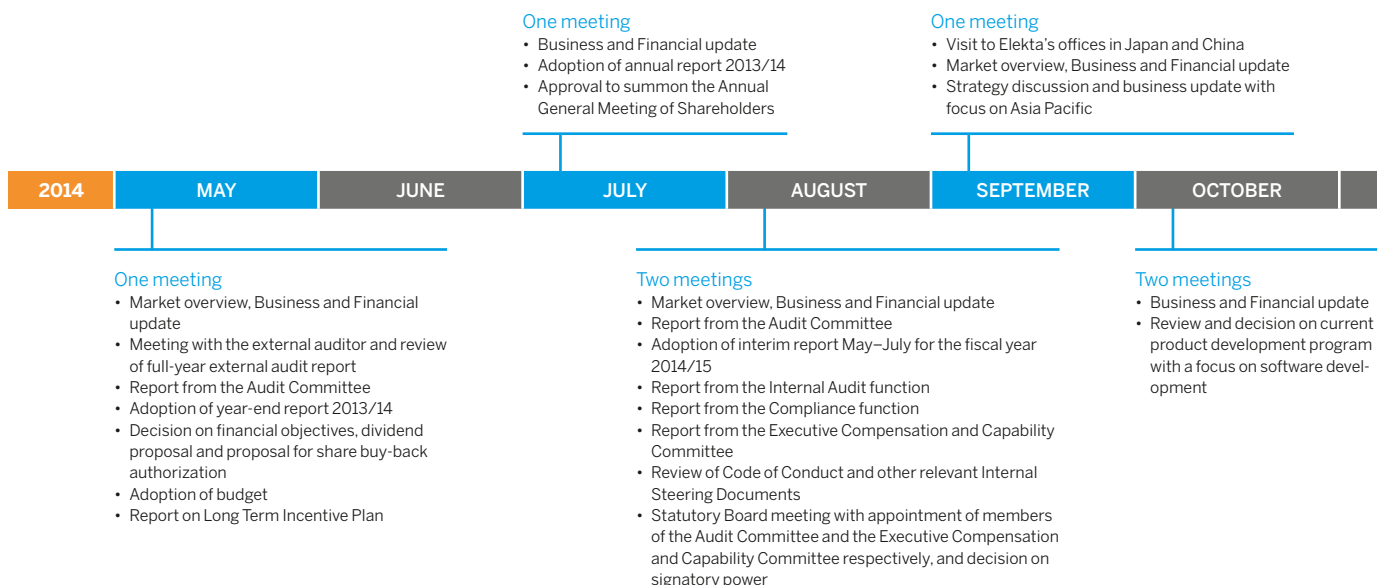 One meeting
• Business and Financial update
• Adoption of annual report 2013/14
• Approval to summon the Annual
General Meeting of Shareholders
One meeting
• Visit to Elekta’s offices in Japan and China
• Market overview, Business and Financial update
• Strategy discussion and business update with
focus on Asia Pacific
2014 MAY JUNE JULY AUGUST SEPTEMBER OCTOBER
One meeting
• Market overview, Business and Financial
update
• Meeting with the external auditor and review
of full-year external audit report
• Report from the Audit Committee
• Adoption of year-end report 2013/14
• Decision on financial objectives, dividend
proposal and proposal for share buy-back
authorization
• Adoption of budget
• Report on Long Term Incentive Plan
Two meetings
• Market overview, Business and Financial update
• Report from the Audit Committee
• Adoption of interim report May–July for the fiscal year
2014/15
• Report from the Internal Audit function
• Report from the Compliance function
• Report from the Executive Compensation and Capability
Committee
• Review of Code of Conduct and other relevant Internal
Steering Documents
• Statutory Board meeting with appointment of members
of the Audit Committee and the Executive Compensation
and Capability Committee respectively, and decision on
signatory power
Two meetings
• Business and Financial update
• Review and decision on current
product development program
with a focus on software devel-
opment